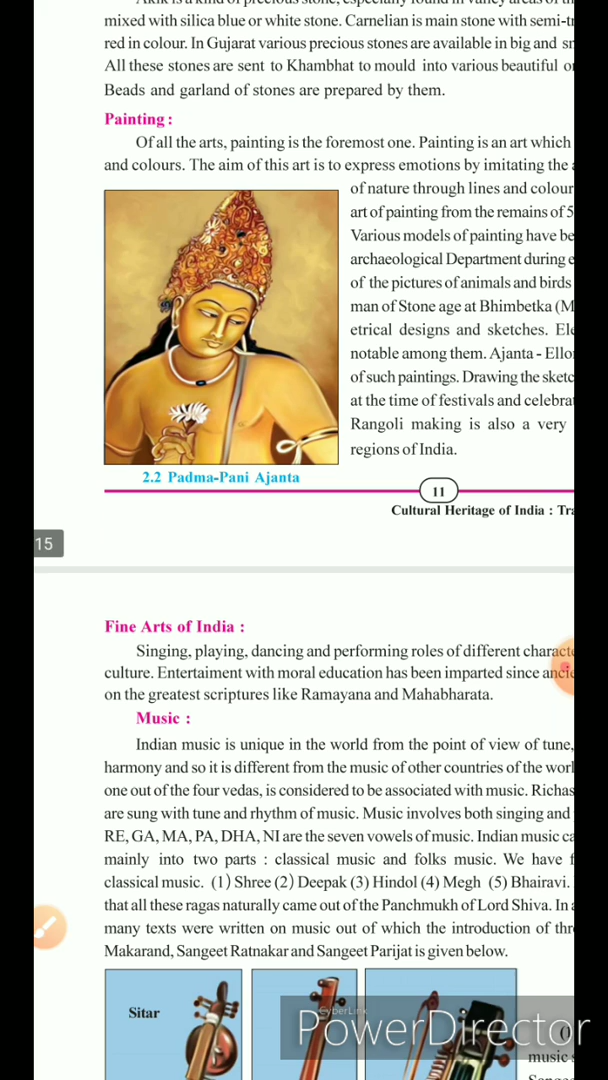 mixed with silica blue or white stone. Carnelian is main stone with
red in colour. In Gujarat various precious stones are available in big and
All these stones are sent to Khambhat to mould into various beautiful
Beads and garland of stones are prepared by them.
Painting :
Of all the arts, painting is the foremost one. Painting is an art which
and colours. The aim of this art is to express emotions by imitating the
of nature through lines and colour
art of painting from the remains of 5
Various models of painting have be
archaeological Department during e
of the pictures of animals and birds
man of Stone age at Bhimbetka (M
etrical designs and sketches. Ele
notable among them. Ajanta - Ello
of such paintings. Drawing the sketc
at the time of festivals and celebra
Rangoli making is also a very
regions of India.
2.2 Padma-Pani Ajanta
11
Cultural Heritage of India : Tra
15
Fine Arts of India :
Singing, playing, dancing and performing roles of different characte
culture. Entertaiment with moral education has been imparted since ancie
on the greatest scriptures like Ramayana and Mahabharata.
Music :
Indian music is unique in the world from the point of view of tune,
harmony and so it is different from the music of other countries of the worl
one out of the four vedas, is considered to be associated with music. Richas
are sung with tune and rhythm of music. Music involves both singing and
RE, GA, MA, PA, DHA, NI are the seven vowels of music. Indian music ca
mainly into two parts : classical music and folks music. We have f
classical music. (1) Shree (2) Deepak (3) Hindol (4) Megh (5) Bhairavi.
that all these ragas naturally came out of the Panchmukh of Lord Shiva. In
many texts were written on music out of which the introduction of thr
Makarand, Sangeet Ratnakar and Sangeet Parijat is given below.
Sitar
CyberLink
PowerDirector
music